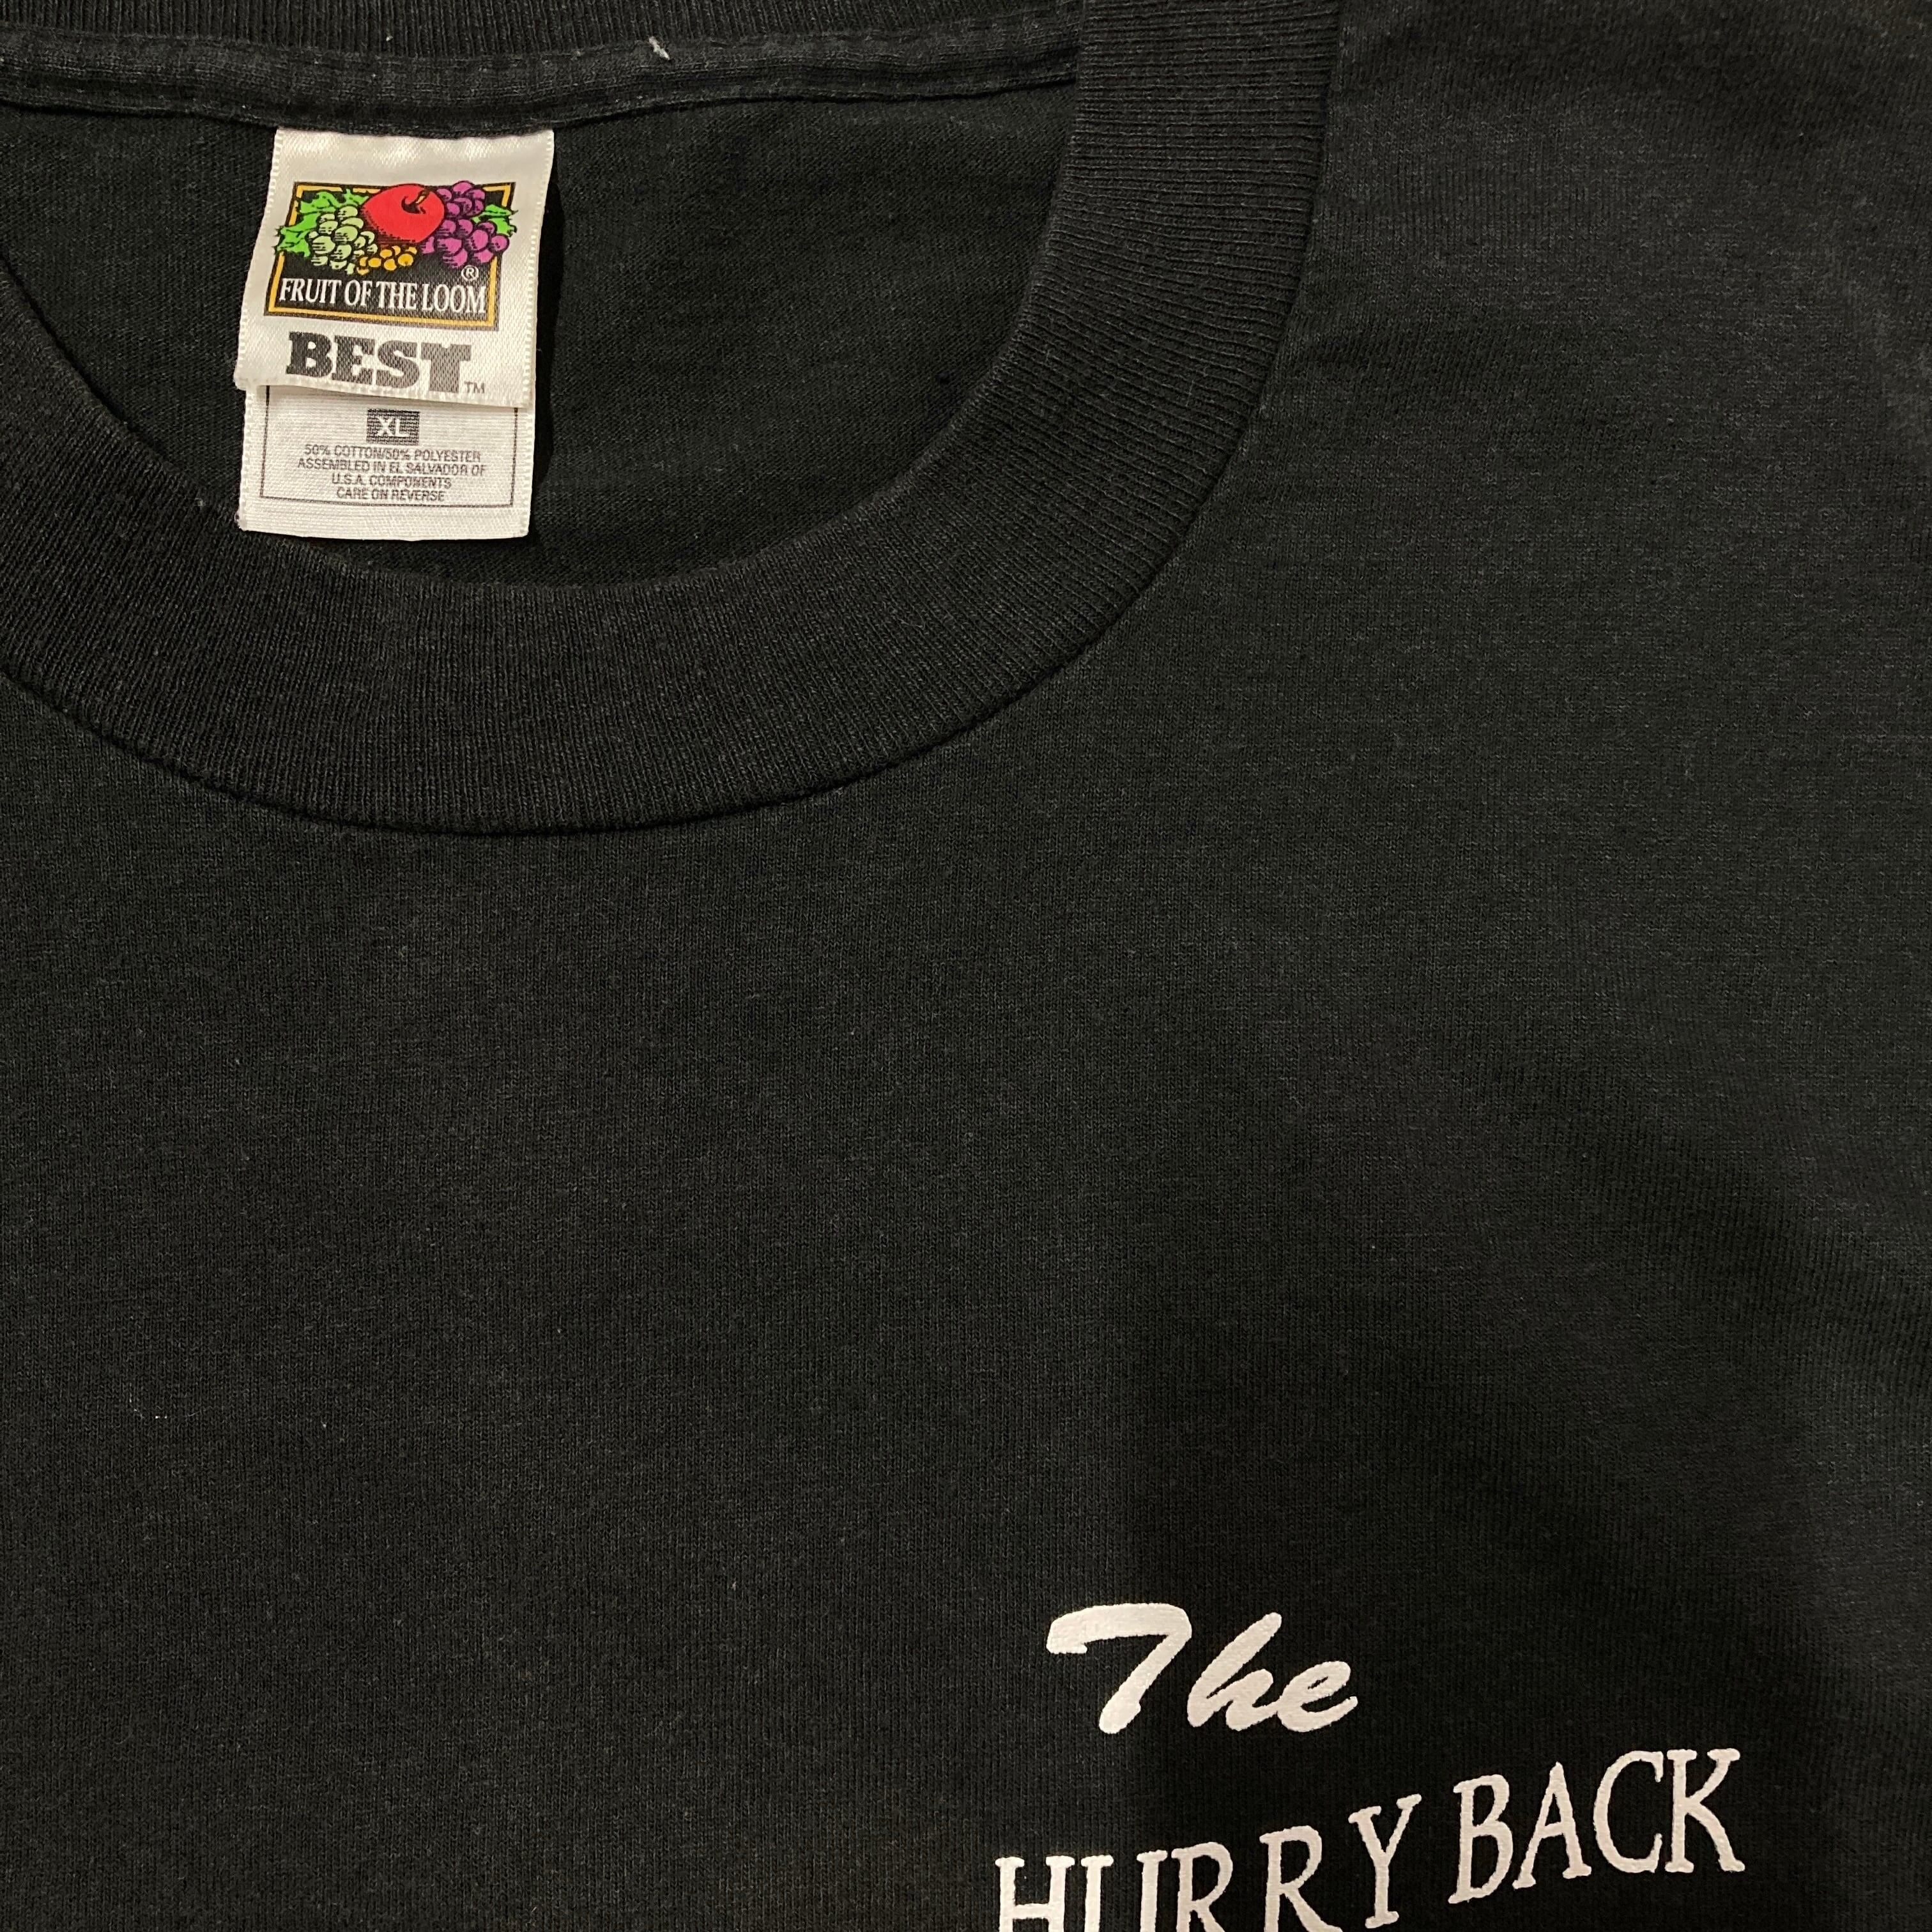 ®
FRUIT OF THE LOOM
BEST™
XL
50% COTTON/50% POLYESTER
ASSEMBLED IN EL SALVADOR OF
U.S.A. COMPONENTS
CARE ON REVERSE
The
HURRY BACK